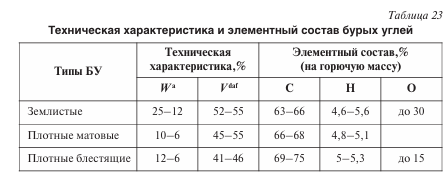 Таблица 23
Техническая характеристика и элементный состав бурых углей
Типы БУ
Техническая характеристика,%
Элементный состав,% (на горючую массу)
Wᵃ Vᵈᵃᶠ C H O
Землистые 25−12 52−55 63−66 4,6−5,6 до 30
Плотные матовые 10−6 45−55 66−68 4,8−5,1
Плотные блестящие 12−6 41−46 69−75 5−5,3 до 15